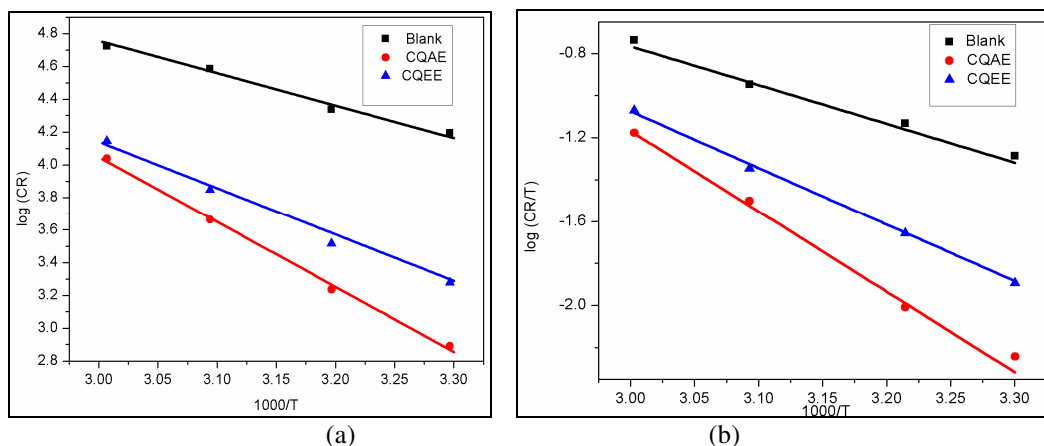 4.8
4.6
4.4
4.2
4.0
3.8
3.6
3.4
3.2
3.0
2.8
log (CR)
3.00 3.05 3.10 3.15 3.20 3.25 3.30
1000/T
Blank
CQAE
CQEE
(a)
-0.8
-1.2
-1.6
-2.0
log (CR/T)
3.00 3.05 3.10 3.15 3.20 3.25 3.30
1000/T
Blank
CQAE
CQEE
(b)